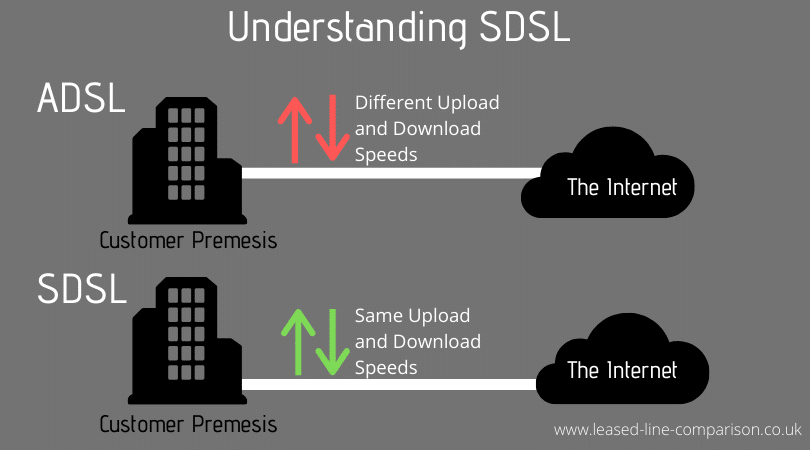 Understanding SDSL
ADSL
Different Upload
and Download
Speeds
The Internet
Customer Premesis
SDSL
Same Upload
and Download
Speeds
The Internet
Customer Premesis
www.leased-line-comparison.co.uk